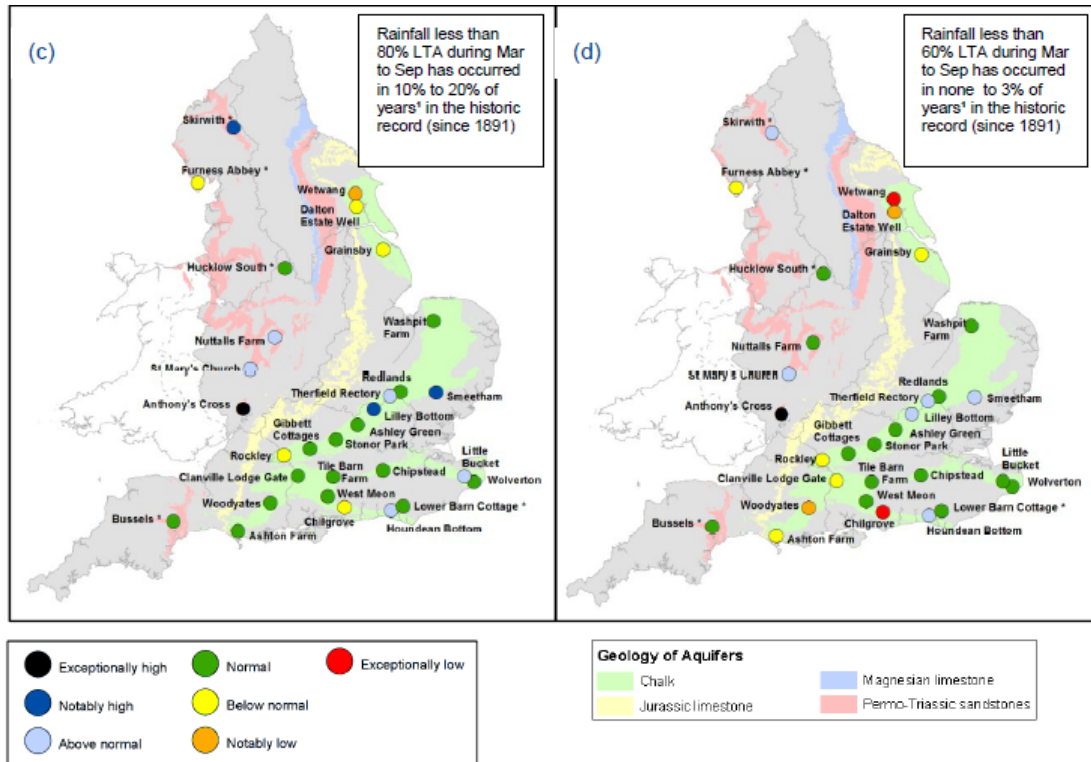 (c)
Rainfall less than
80% LTA during Mar
to Sep has occurred
in 10% to 20% of
years¹ in the historic
record (since 1891)
Skirwith *
Furness Abbey *
Wetwang
Dalton
Estate Well
Grainsby
Hucklow South *
Washpit
Farm
Nuttalls Farm
St Mary's Church
Redlands
Therfield Rectory
Smeetham
Anthony's Cross
Lilley Bottom
Gibbett
Cottages
Ashley Green
Stonor Park
Rockley
Little
Bucket
Clanville Lodge Gate
Tile Barn
Farm
Chipstead
Wolverton
Woodyates
West Meon
Lower Barn Cottage *
Bussels *
Chilgrove
Houndean Bottom
Ashton Farm
(d)
Rainfall less than
60% LTA during Mar
to Sep has occurred
in none to 3% of
years¹ in the historic
record (since 1891)
Skirwith *
Furness Abbey *
Wetwang
Dalton
Estate Well
Grainsby
Hucklow South *
Washpit
Farm
Nuttalls Farm
St Mary's Church
Redlands
Therfield Rectory
Smeetham
Anthony's Cross
Lilley Bottom
Gibbett
Cottages
Ashley Green
Stonor Park
Rockley
Little
Bucket
Clanville Lodge Gate
Tile Barn
Farm
Chipstead
Wolverton
Woodyates
West Meon
Lower Barn Cottage *
Bussels *
Chilgrove
Houndean Bottom
Ashton Farm
Exceptionally high
Normal
Exceptionally low
Notably high
Below normal
Above normal
Notably low
Geology of Aquifers
Chalk
Magnesian limestone
Jurassic limestone
Permo-Triassic sandstones